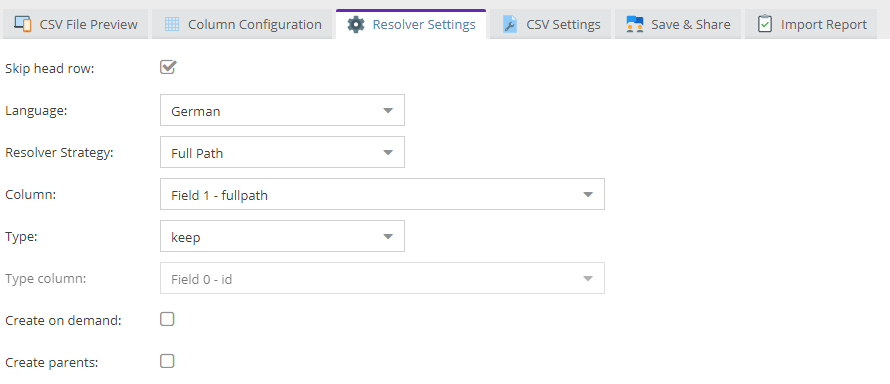 CSV File Preview Column Configuration Resolver Settings CSV Settings Save & Share Import Report
Skip head row:
Language: German
Resolver Strategy: Full Path
Column: Field 1 - fullpath
Type: keep
Type column: Field 0 - id
Create on demand:
Create parents: